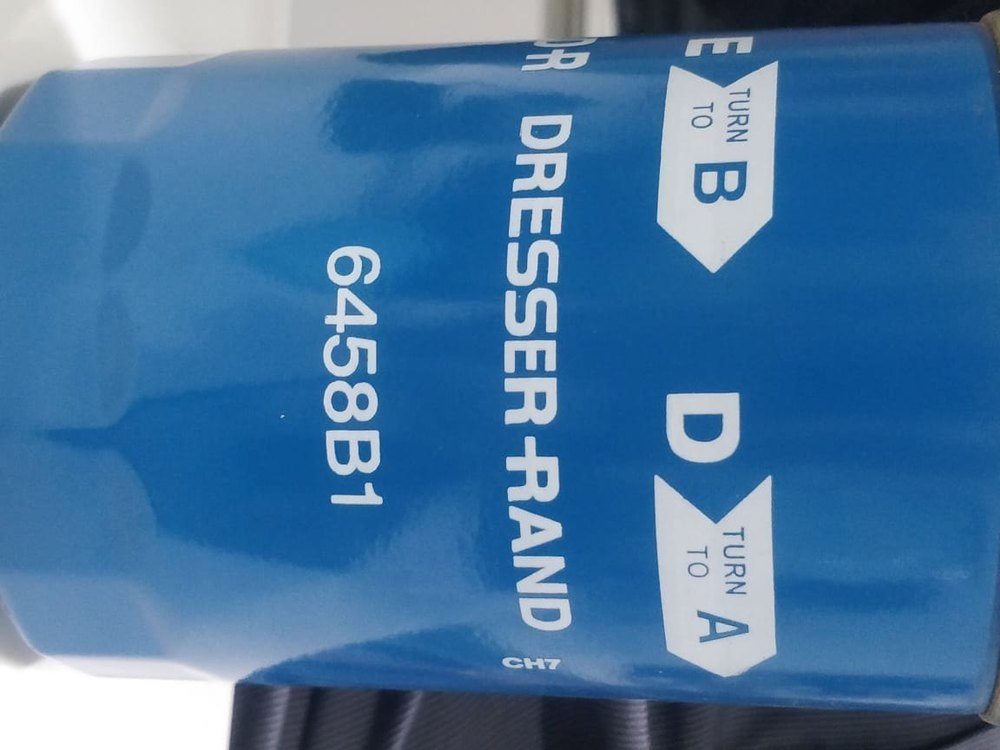 E TURN TO B D TURN TO A
DRESSER-RAND CH7
6458B1